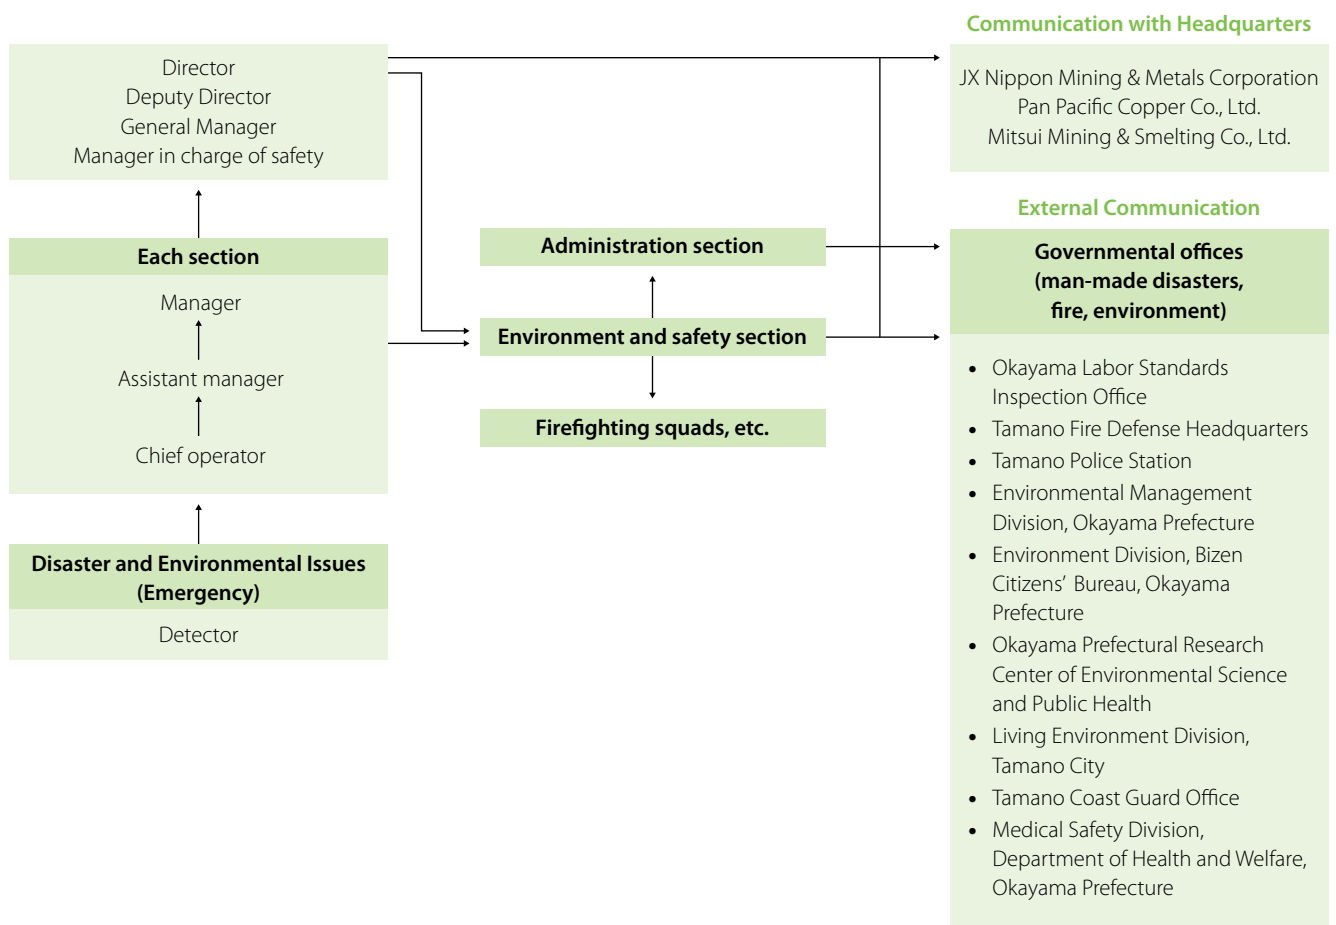 Communication with Headquarters
Director
Deputy Director
General Manager
Manager in charge of safety
JX Nippon Mining & Metals Corporation
Pan Pacific Copper Co., Ltd.
Mitsui Mining & Smelting Co., Ltd.
Each section
Manager
Assistant manager
Chief operator
Disaster and Environmental Issues
(Emergency)
Detector
Administration section
Environment and safety section
Firefighting squads, etc.
External Communication
Governmental offices
(man-made disasters,
fire, environment)
• Okayama Labor Standards
Inspection Office
• Tamano Fire Defense Headquarters
• Tamano Police Station
• Environmental Management
Division, Okayama Prefecture
• Environment Division, Bizen
Citizens’ Bureau, Okayama
Prefecture
• Okayama Prefectural Research
Center of Environmental Science
and Public Health
• Living Environment Division,
Tamano City
• Tamano Coast Guard Office
• Medical Safety Division,
Department of Health and Welfare,
Okayama Prefecture